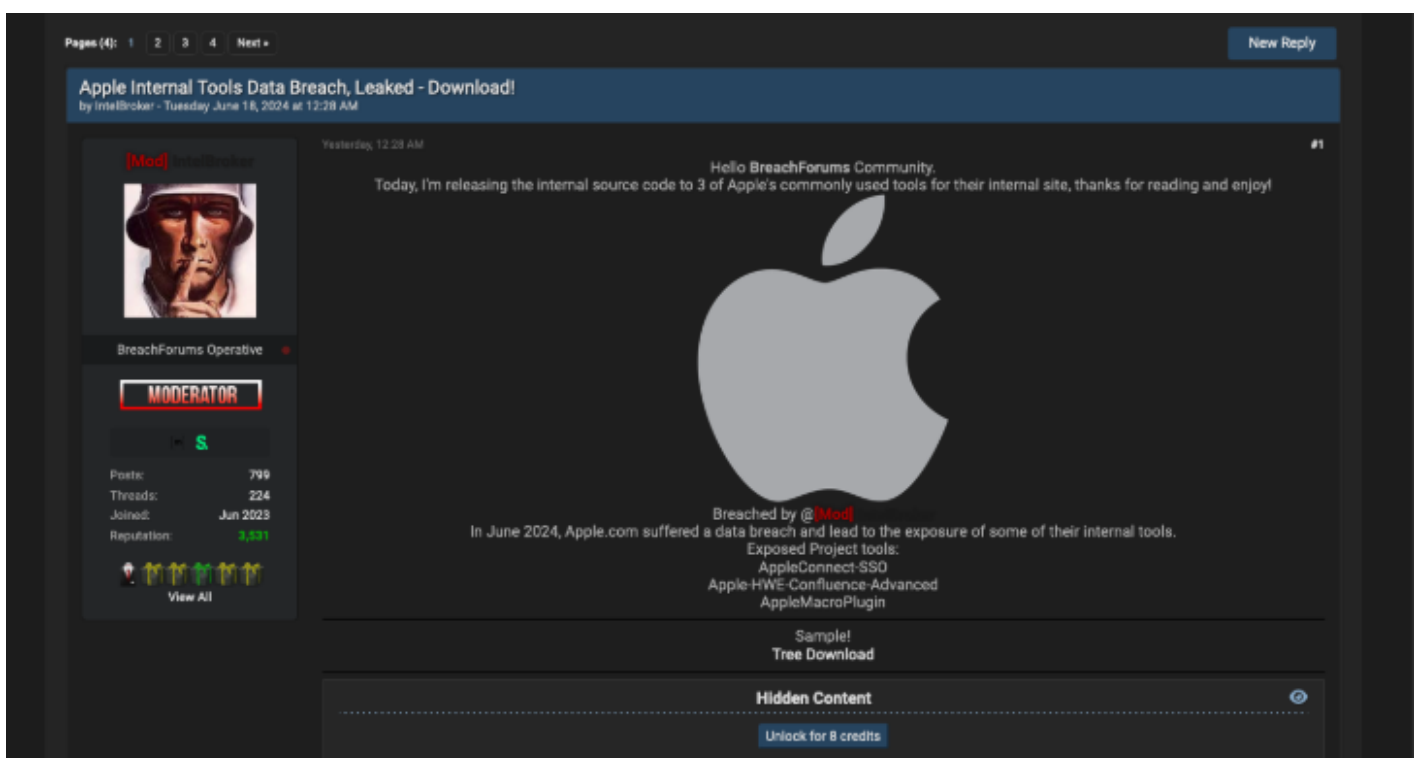 Pages (4): 1 2 3 4 Next »
New Reply
Apple Internal Tools Data Breach, Leaked - Download!
by IntelBroker - Tuesday June 18, 2024 at 12:28 AM
[Mod] IntelBroker
BreachForums Operative
MODERATOR
S.
Posts: 799
Threads: 224
Joined: Jun 2023
Reputation: 3,531
View All
Yesterday, 12:28 AM
#1
Hello BreachForums Community.
Today, I'm releasing the internal source code to 3 of Apple's commonly used tools for their internal site, thanks for reading and enjoy!
Breached by @[Mod]
In June 2024, Apple.com suffered a data breach and lead to the exposure of some of their internal tools.
Exposed Project tools:
AppleConnect-SSO
Apple-HWE-Confluence-Advanced
AppleMacroPlugin
Sample!
Tree Download
Hidden Content
Unlock for 8 credits